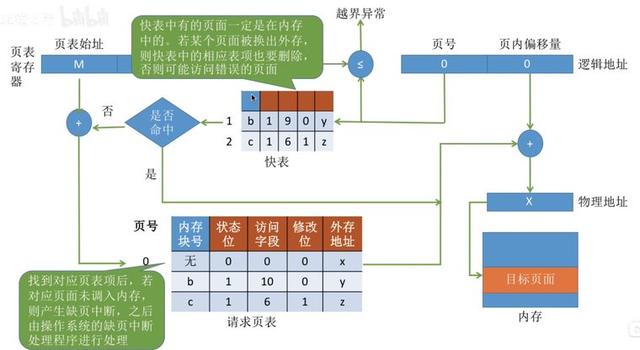 快表中有的页面一定是在内存
中的。若某个页面被换出外存，
则快表中的相应表项也要删除，
否则可能访问错误的页面
越界异常
页表始址
页号
页内偏移量
页表
寄存
器
M
≤
0
0
逻辑地址
否
+
是否
命中
1
b
1
9
0
y
2
c
1
6
1
z
快表
+
是
X
物理地址
页号
内存
块号
状态
位
访问
字段
修改
位
外存
地址
0
无
0
0
0
x
b
1
10
0
y
c
1
6
1
z
请求页表
找到对应页表项后，若
对应页面未调入内存，
则产生缺页中断，之后
由操作系统的缺页中断
处理程序进行处理
目标页面
内存